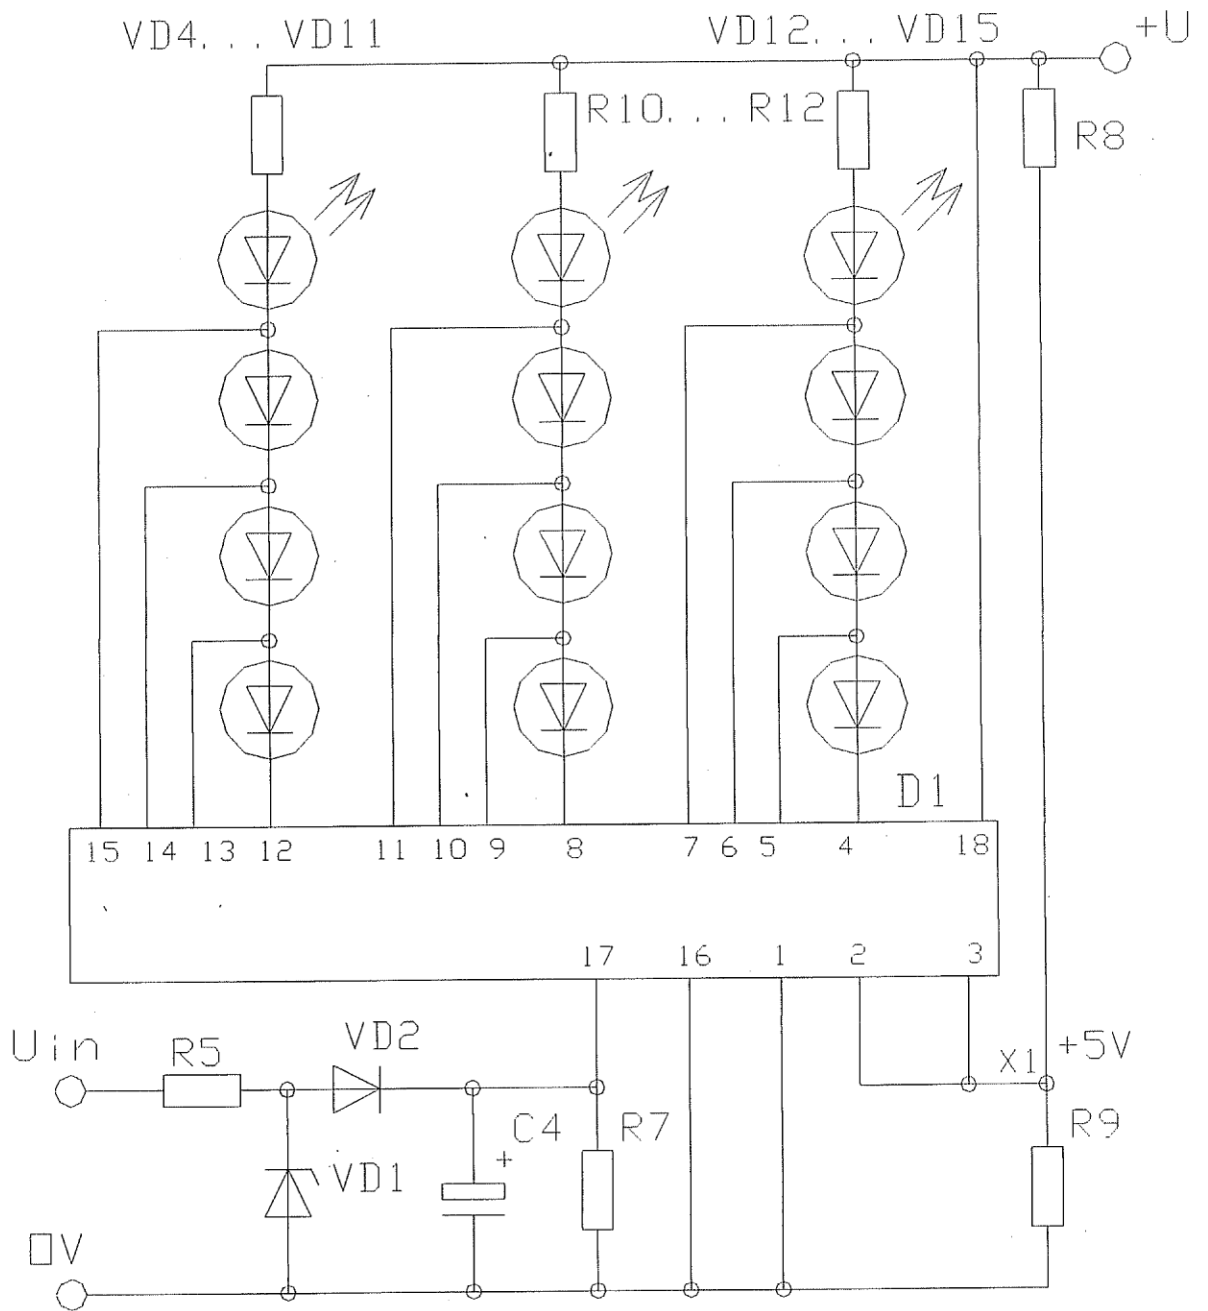 VD4... VD11
VD12... VD15
+U
R10... R12
R8
D1
15 14 13 12 11 10 9 8 7 6 5 4 18
17 16 1 2 3
Uin
R5
VD2
X1
+5V
C4
+
R7
R9
VD1
0V